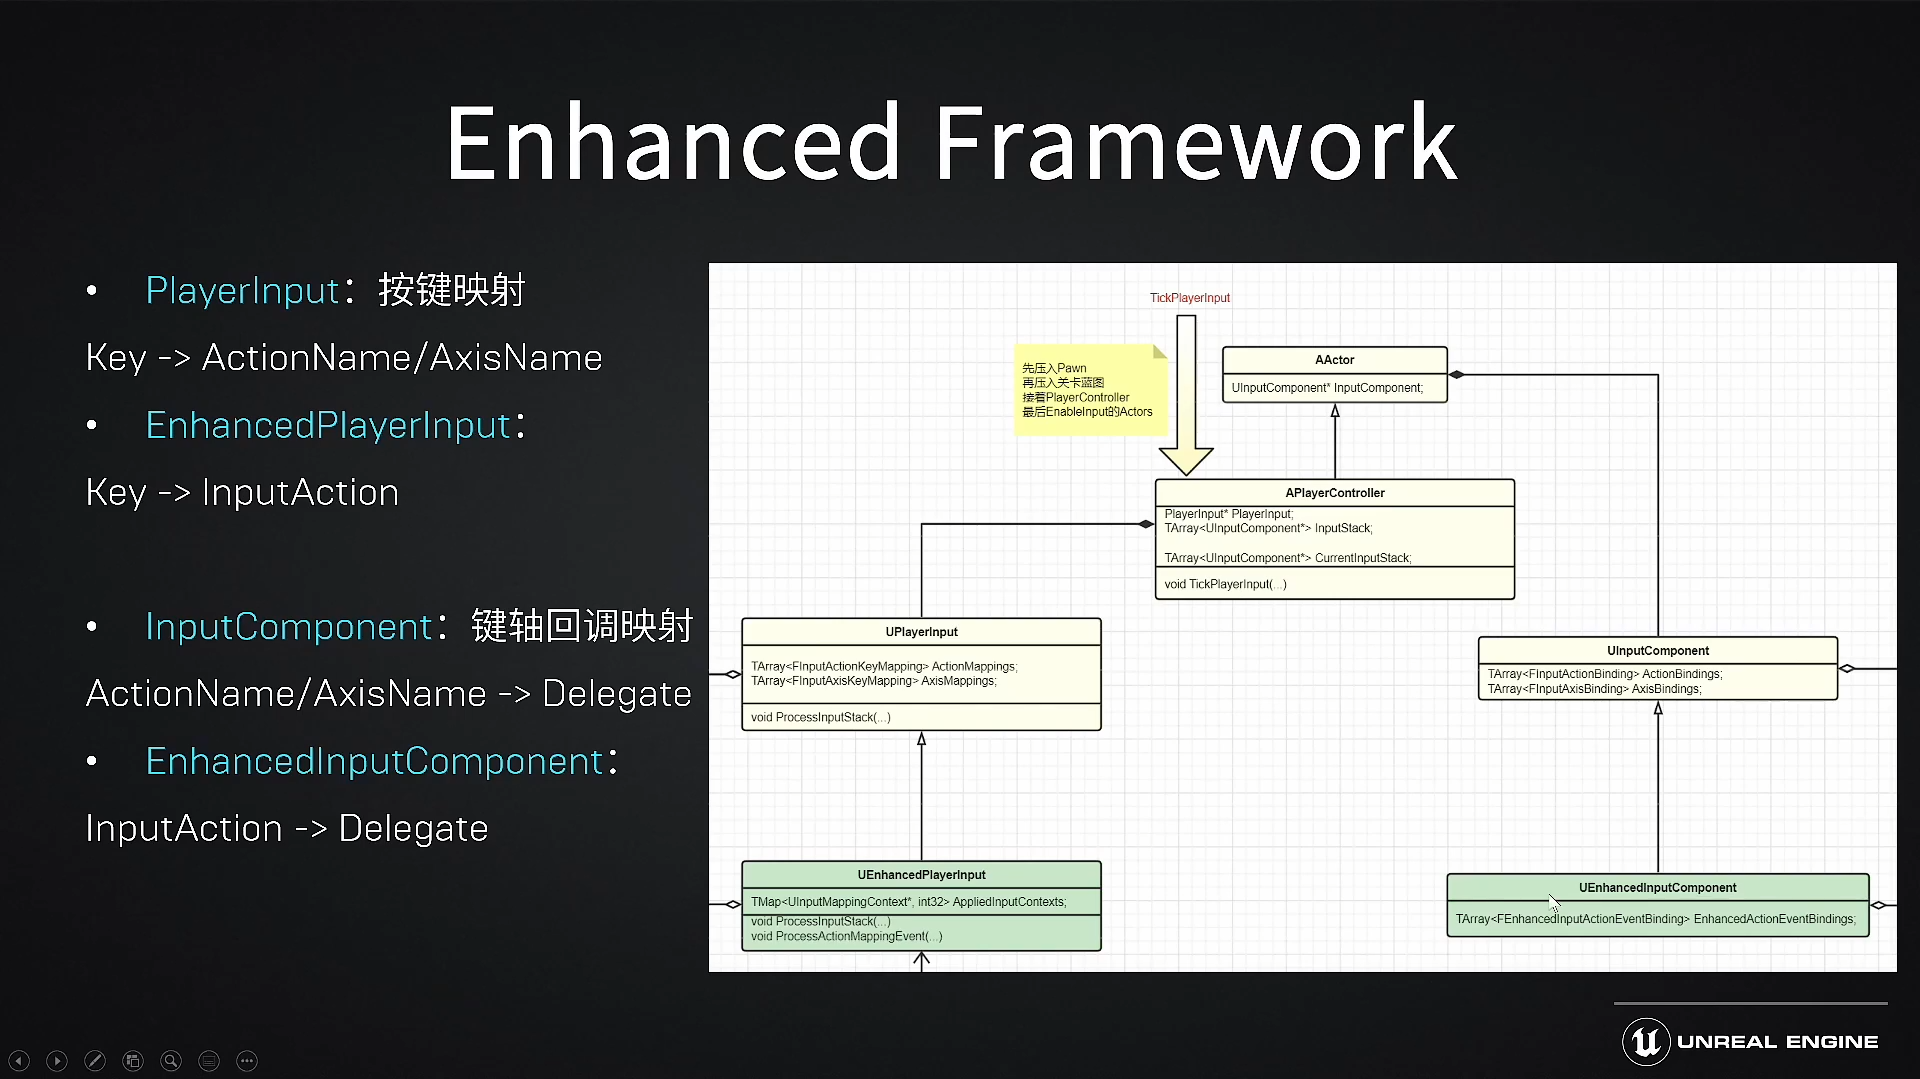 Enhanced Framework
• PlayerInput：按键映射
Key -> ActionName/AxisName
• EnhancedPlayerInput：
Key -> InputAction
• InputComponent：键轴回调映射
ActionName/AxisName -> Delegate
• EnhancedInputComponent：
InputAction -> Delegate
TickPlayerInput
先压入Pawn
再压入关卡蓝图
接着PlayerController
最后EnableInput的Actors
AActor
UInputComponent* InputComponent;
APlayerController
PlayerInput* PlayerInput;
TArray<UInputComponent*> InputStack;
TArray<UInputComponent*> CurrentInputStack;
void TickPlayerInput(...)
UPlayerInput
TArray<FInputActionKeyMapping> ActionMappings;
TArray<FInputAxisKeyMapping> AxisMappings;
void ProcessInputStack(...)
UInputComponent
TArray<FInputActionBinding> ActionBindings;
TArray<FInputAxisBinding> AxisBindings;
UEnhancedPlayerInput
TMap<UInputMappingContext*, int32> AppliedInputContexts;
void ProcessInputStack(...)
void ProcessActionMappingEvent(...)
UEnhancedInputComponent
TArray<FEnhancedInputActionEventBinding> EnhancedActionEventBindings;
UNREAL ENGINE